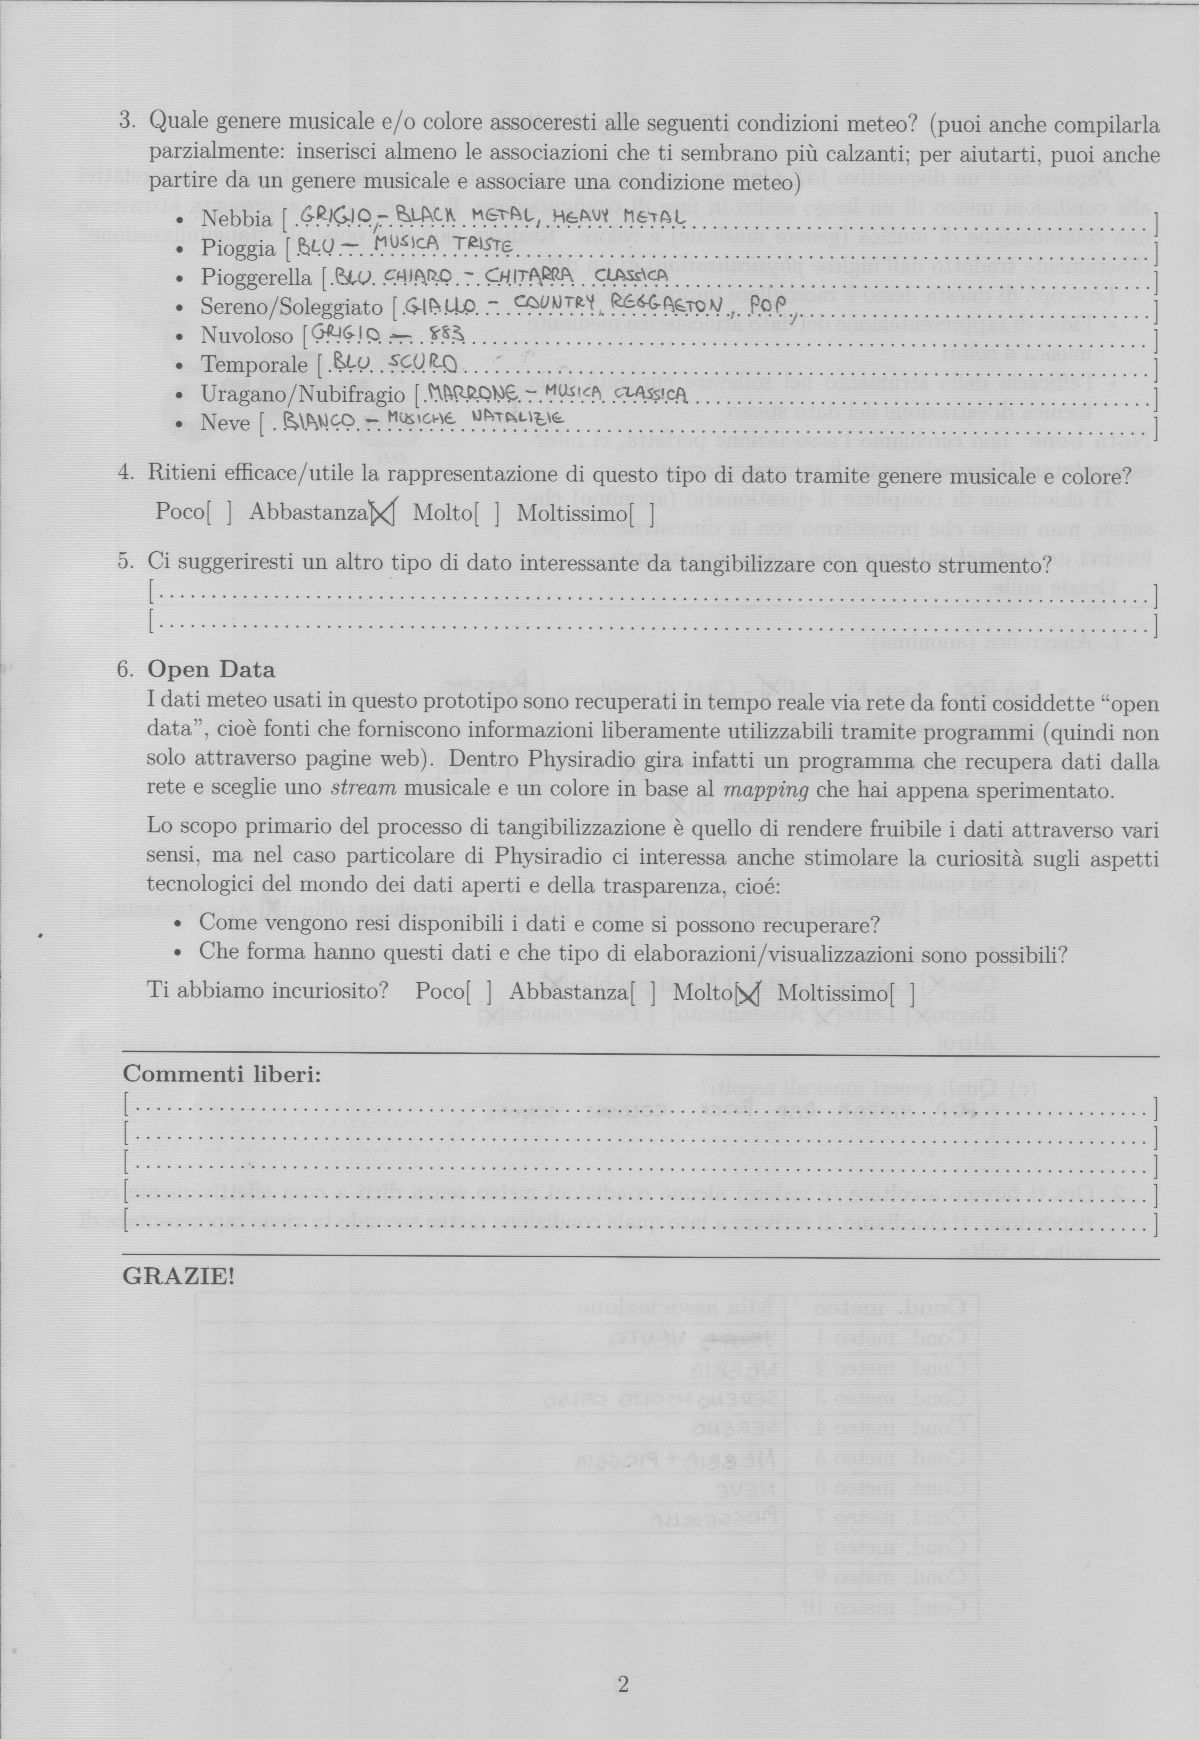 3. Quale genere musicale e/o colore assoceresti alle seguenti condizioni meteo? (puoi anche compilarla
parzialmente: inserisci almeno le associazioni che ti sembrano più calzanti; per aiutarti, puoi anche
partire da un genere musicale e associare una condizione meteo)
• Nebbia [ GRIGIO, - BLACK METAL, HEAVY METAL ]
• Pioggia [ BLU - MUSICA TRISTE ]
• Pioggerella [ BLU CHIARO - CHITARRA CLASSICA ]
• Sereno/Soleggiato [ GIALLO - COUNTRY, REGGAETON, POP, ]
• Nuvoloso [ GRIGIO - 883 ]
• Temporale [ BLU SCURO ]
• Uragano/Nubifragio [ MARRONE - MUSICA CLASSICA ]
• Neve [ BIANCO - MUSICHE NATALIZIE ]
4. Ritieni efficace/utile la rappresentazione di questo tipo di dato tramite genere musicale e colore?
Poco[ ] Abbastanza[X] Molto[ ] Moltissimo[ ]
5. Ci suggeriresti un altro tipo di dato interessante da tangibilizzare con questo strumento?
6. Open Data
I dati meteo usati in questo prototipo sono recuperati in tempo reale via rete da fonti cosiddette “open
data”, cioè fonti che forniscono informazioni liberamente utilizzabili tramite programmi (quindi non
solo attraverso pagine web). Dentro Physiradio gira infatti un programma che recupera dati dalla
rete e sceglie uno stream musicale e un colore in base al mapping che hai appena sperimentato.
Lo scopo primario del processo di tangibilizzazione è quello di rendere fruibile i dati attraverso vari
sensi, ma nel caso particolare di Physiradio ci interessa anche stimolare la curiosità sugli aspetti
tecnologici del mondo dei dati aperti e della trasparenza, cioé:
• Come vengono resi disponibili i dati e come si possono recuperare?
• Che forma hanno questi dati e che tipo di elaborazioni/visualizzazioni sono possibili?
Ti abbiamo incuriosito? Poco[ ] Abbastanza[ ] Molto[X] Moltissimo[ ]
Commenti liberi:
GRAZIE!
2